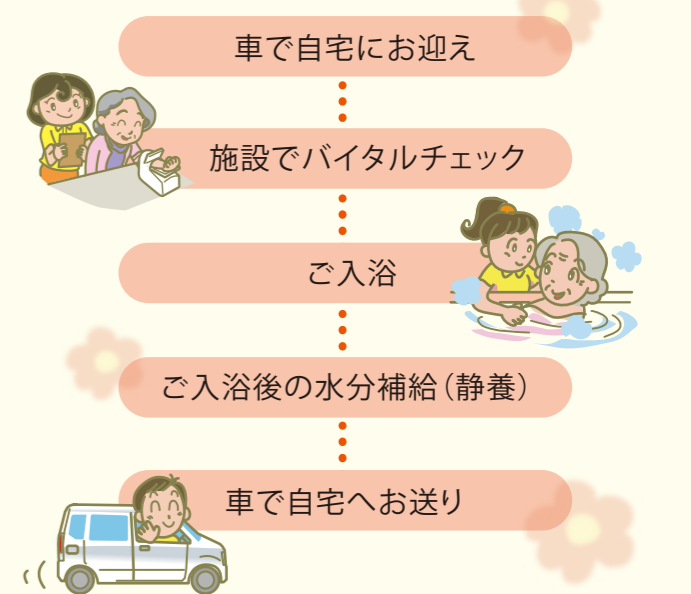 車で自宅にお迎え
施設でバイタルチェック
ご入浴
ご入浴後の水分補給（静養）
車で自宅へお送り